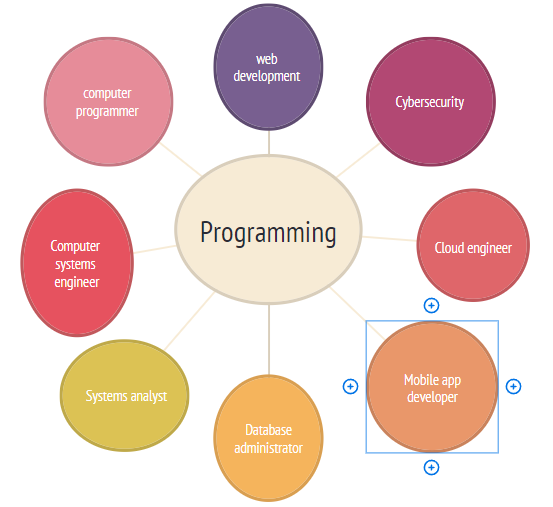 web
development
computer
programmer
Cybersecurity
Programming
Computer
systems
engineer
Cloud engineer
Mobile app
developer
Systems analyst
Database
administrator